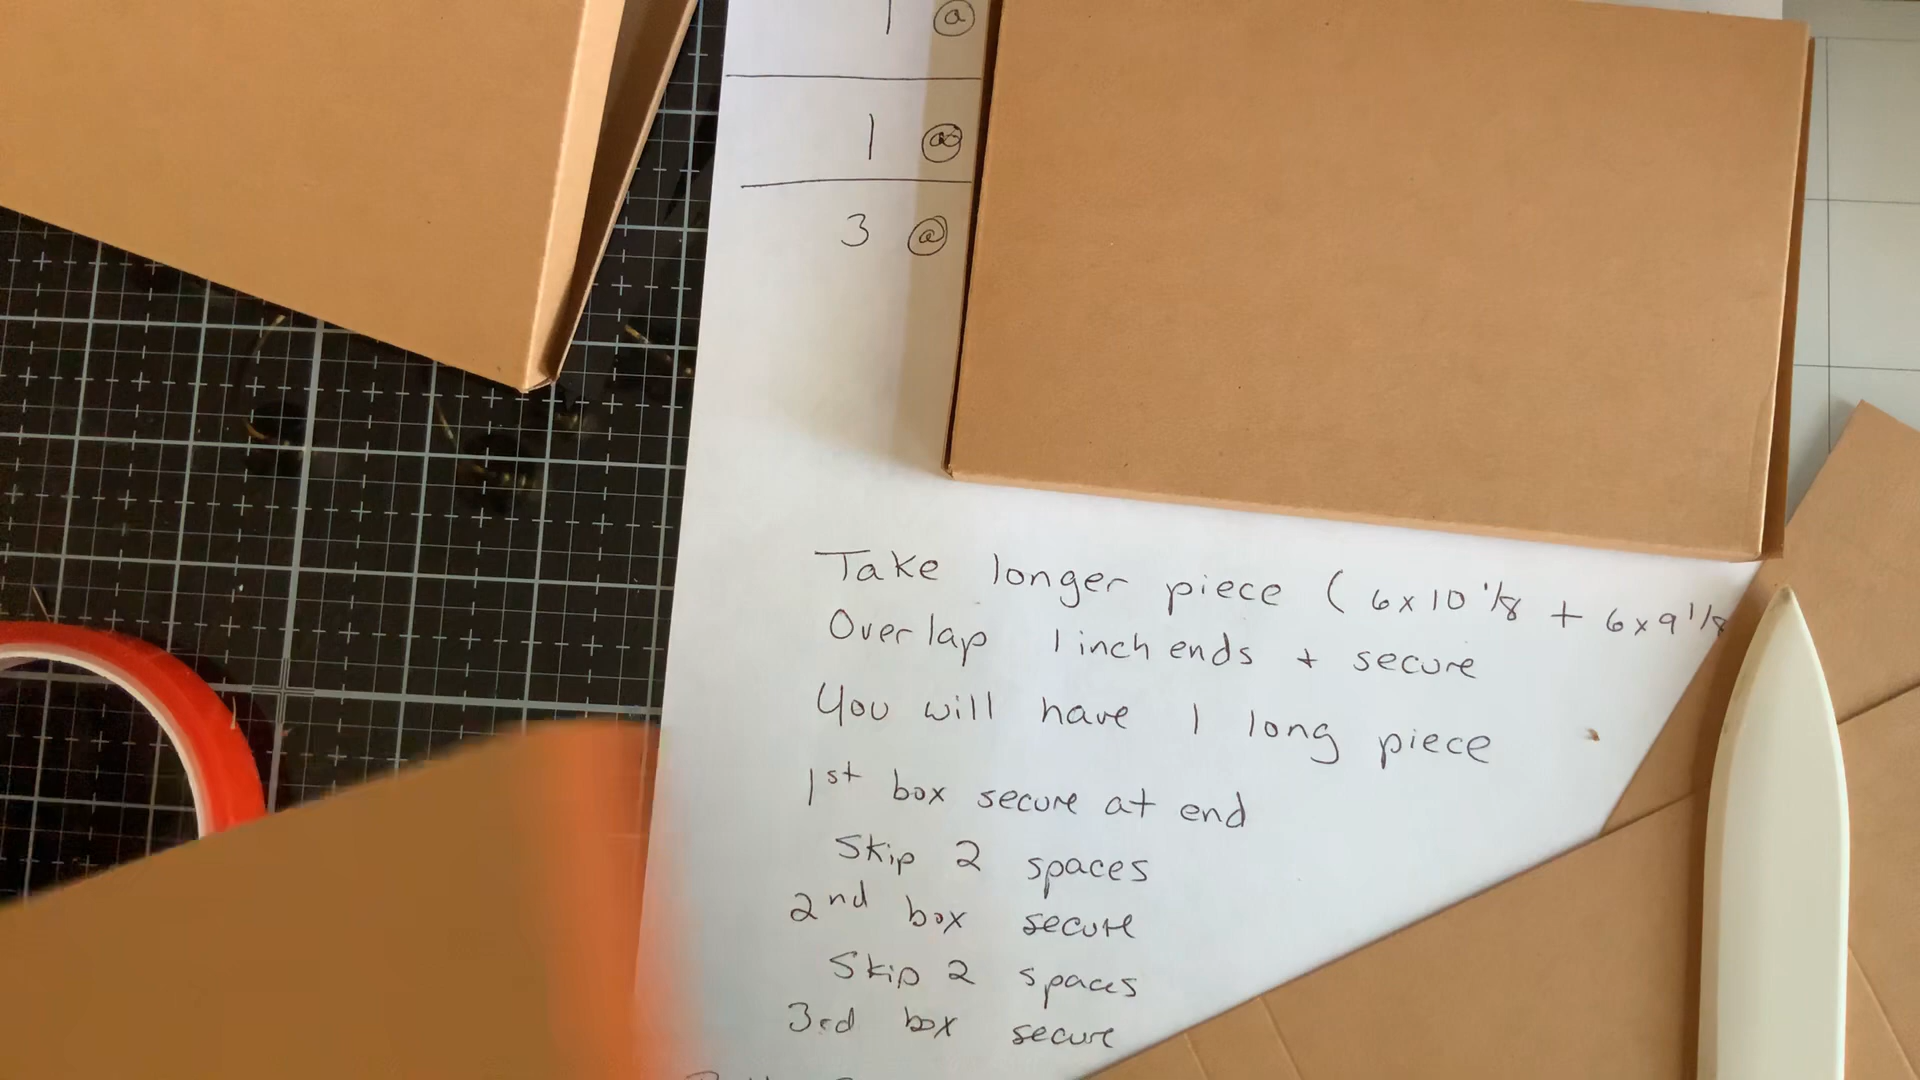 1 @
1
3 @
Take longer piece (6x10 1/8 + 6x9 1/8
Overlap 1 inch ends + secure
You will have 1 long piece
1st box secure at end
Skip 2 spaces
2nd box secure
Skip 2 spaces
3rd box secure